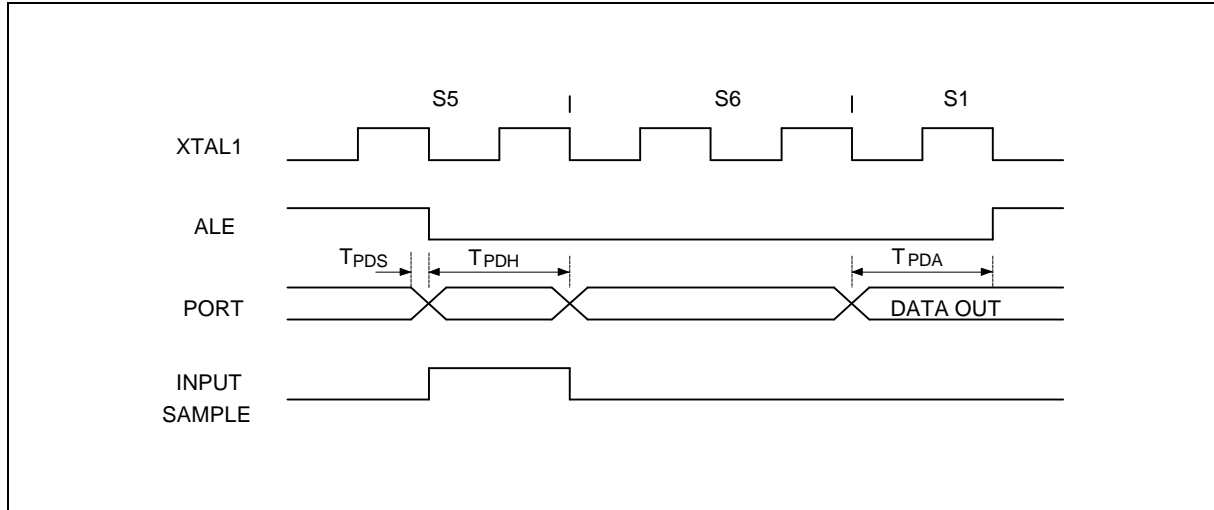 S5 S6 S1
XTAL1
ALE
TPDS TPDH TPDA
PORT DATA OUT
INPUT
SAMPLE